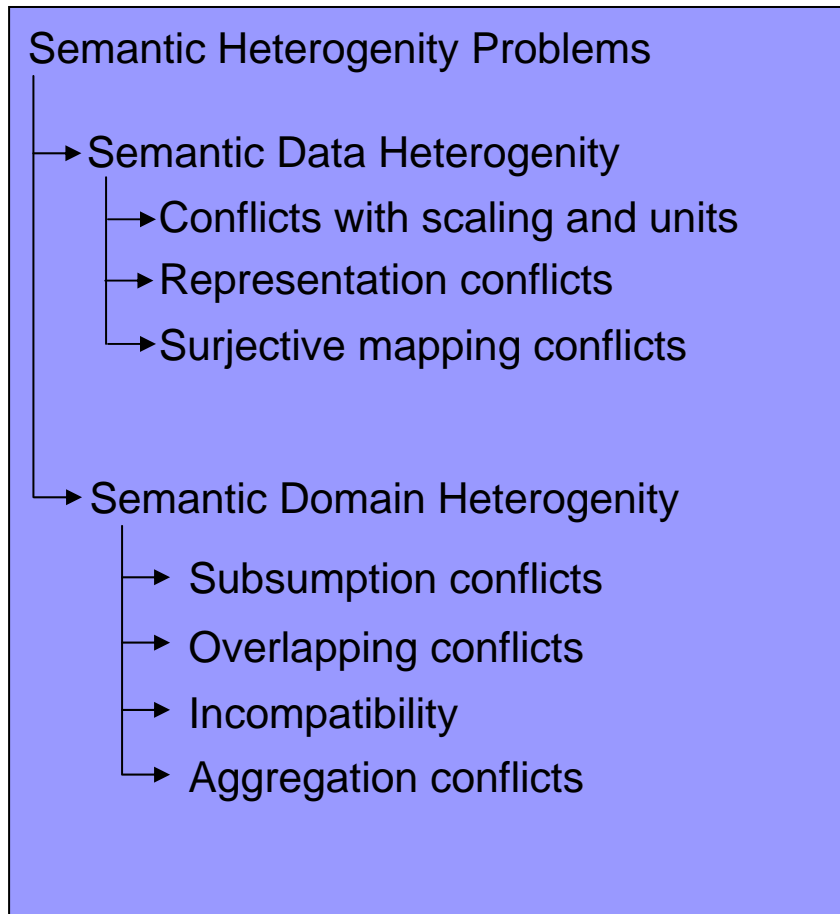 Semantic Heterogenity Problems
Semantic Data Heterogenity
Conflicts with scaling and units
Representation conflicts
Surjective mapping conflicts
Semantic Domain Heterogenity
Subsumption conflicts
Overlapping conflicts
Incompatibility
Aggregation conflicts